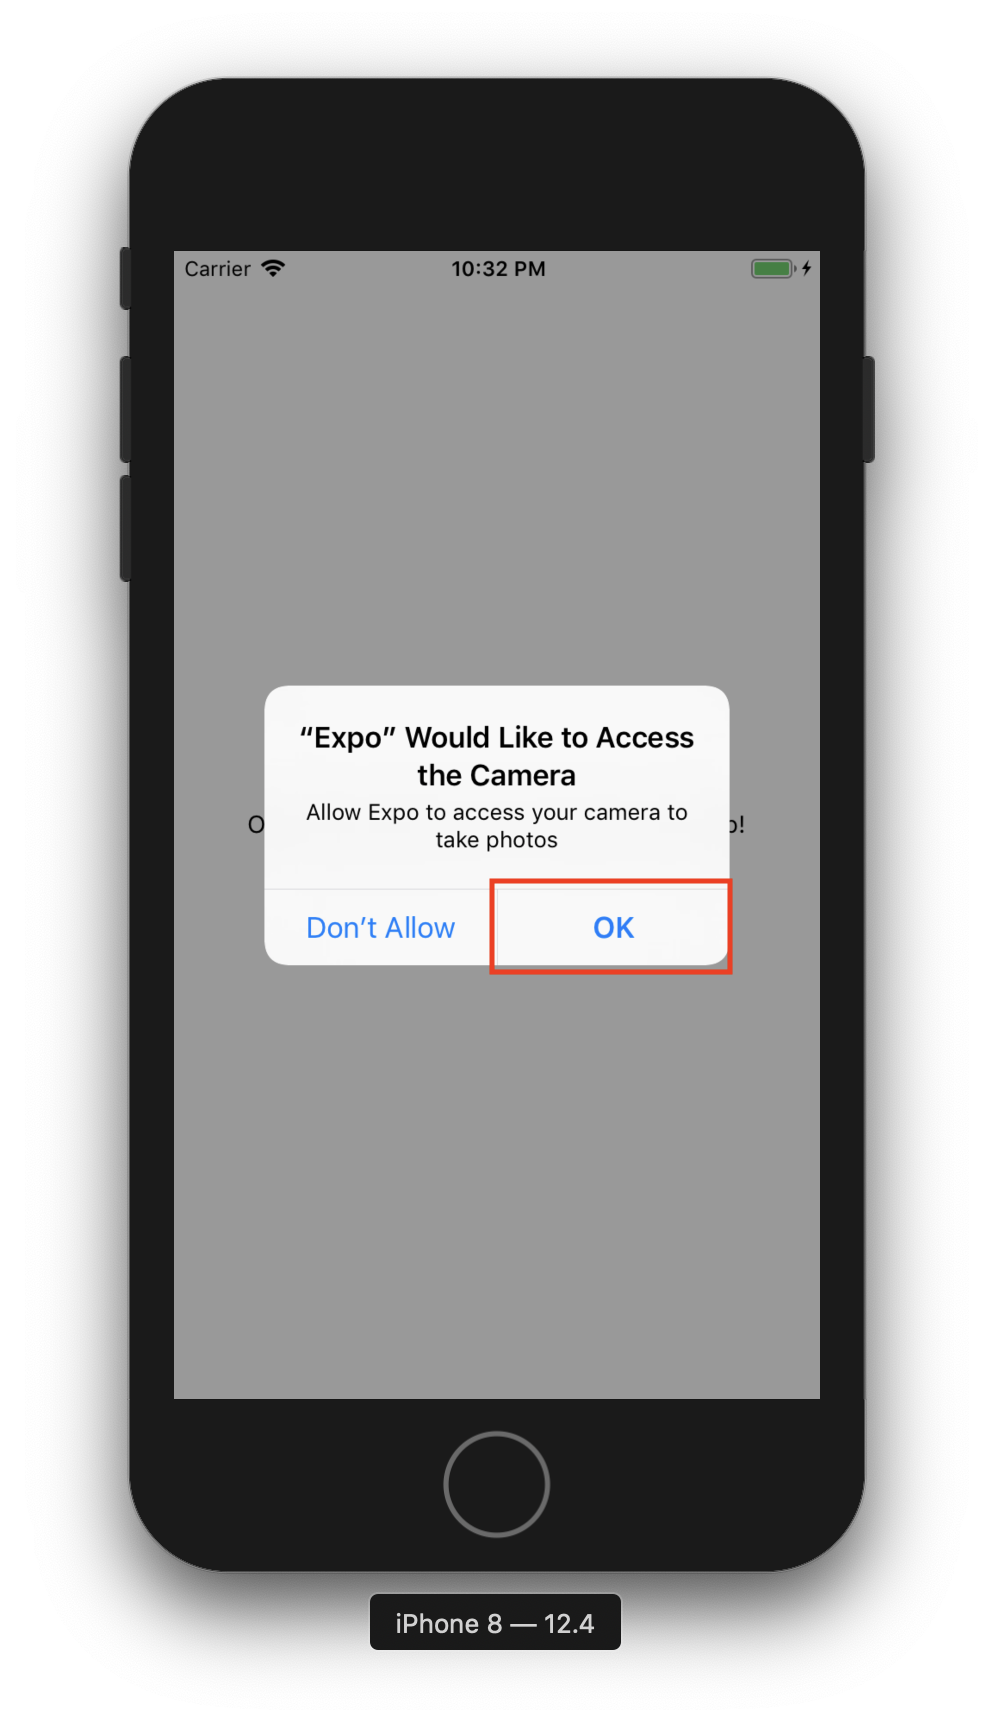 Carrier
10:32 PM
“Expo” Would Like to Access
the Camera
Allow Expo to access your camera to
take photos
Don’t Allow
OK
iPhone 8 — 12.4